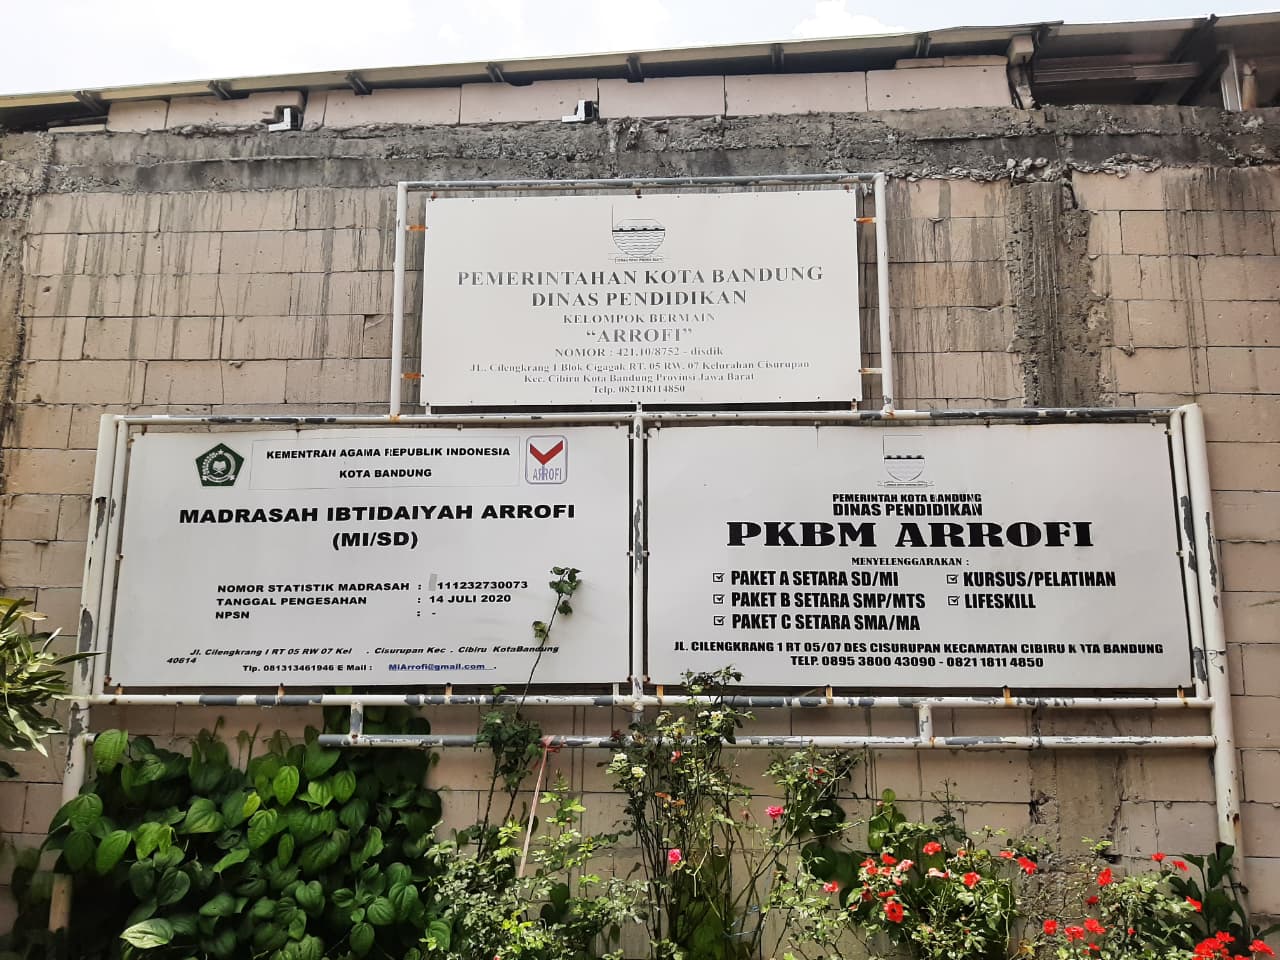 PEMERINTAHAN KOTA BANDUNG
DINAS PENDIDIKAN
KELOMPOK BERMAIN
“ARROFI”
NOMOR : 421.10/8752 - disdik
JL.. Cilengkrang 1 Blok Cigagak RT. 05 RW. 07 Kelurahan Cisurupan
Kec. Cibiru Kota Bandung Provinsi Jawa Barat
Telp. 082118114850
KEMENTRAH AGAMA REPUBLIK INDONESIA
KOTA BANDUNG
ARROFI
MADRASAH IBTIDAIYAH ARROFI
(MI/SD)
NOMOR STATISTIK MADRASAH : 111232730073
TANGGAL PENGESAHAN : 14 JULI 2020
NPSN : -
Jl. Cilengkrang I RT 05 RW 07 Kel . Cisurupan Kec . Cibiru KotaBandung
40614
Tlp. 081313461946 E Mail : MiArrofi@gmail.com .
PEMERINTAH KOTA BANDUNG
DINAS PENDIDIKAN
PKBM ARROFI
MENYELENGGARAKAN :
PAKET A SETARA SD/MI
PAKET B SETARA SMP/MTS
PAKET C SETARA SMA/MA
KURSUS/PELATIHAN
LIFESKILL
JL. CILENGKRANG 1 RT 05/07 DES CISURUPAN KECAMATAN CIBIRU KOTA BANDUNG
TELP. 0895 3800 43090 - 0821 1811 4850